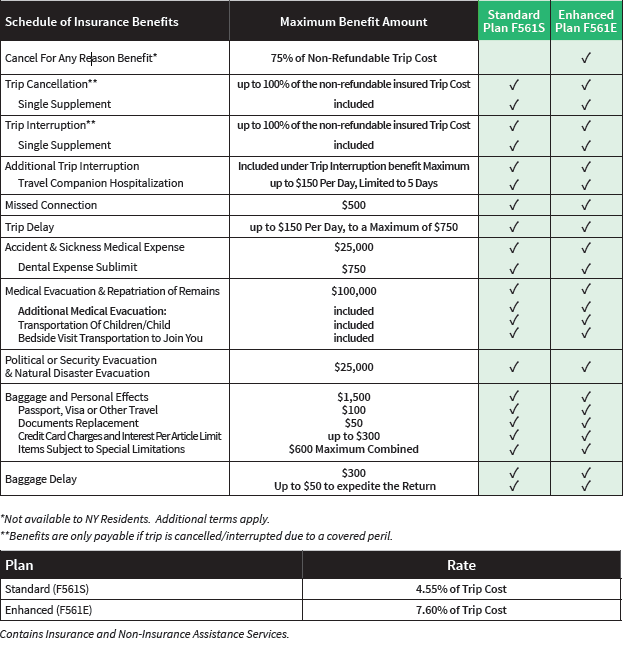 Schedule of Insurance Benefits Maximum Benefit Amount Standard Plan F561S Enhanced Plan F561E
Cancel For Any Reason Benefit* 75% of Non-Refundable Trip Cost ✓
Trip Cancellation** up to 100% of the non-refundable insured Trip Cost ✓ ✓
Single Supplement included ✓ ✓
Trip Interruption** up to 100% of the non-refundable insured Trip Cost ✓ ✓
Single Supplement included ✓ ✓
Additional Trip Interruption Included under Trip Interruption benefit Maximum ✓ ✓
Travel Companion Hospitalization up to $150 Per Day, Limited to 5 Days ✓ ✓
Missed Connection $500 ✓ ✓
Trip Delay up to $150 Per Day, to a Maximum of $750 ✓ ✓
Accident & Sickness Medical Expense $25,000 ✓ ✓
Dental Expense Sublimit $750 ✓ ✓
Medical Evacuation & Repatriation of Remains $100,000 ✓ ✓
Additional Medical Evacuation: included ✓ ✓
Transportation Of Children/Child included ✓ ✓
Bedside Visit Transportation to Join You included ✓ ✓
Political or Security Evacuation
& Natural Disaster Evacuation $25,000 ✓ ✓
Baggage and Personal Effects $1,500 ✓ ✓
Passport, Visa or Other Travel $100 ✓ ✓
Documents Replacement $50 ✓ ✓
Credit Card Charges and Interest Per Article Limit up to $300 ✓ ✓
Items Subject to Special Limitations $600 Maximum Combined ✓ ✓
Baggage Delay $300 ✓ ✓
Up to $50 to expedite the Return ✓ ✓
*Not available to NY Residents. Additional terms apply.
**Benefits are only payable if trip is cancelled/interrupted due to a covered peril.
Plan Rate
Standard (F561S) 4.55% of Trip Cost
Enhanced (F561E) 7.60% of Trip Cost
Contains Insurance and Non-Insurance Assistance Services.